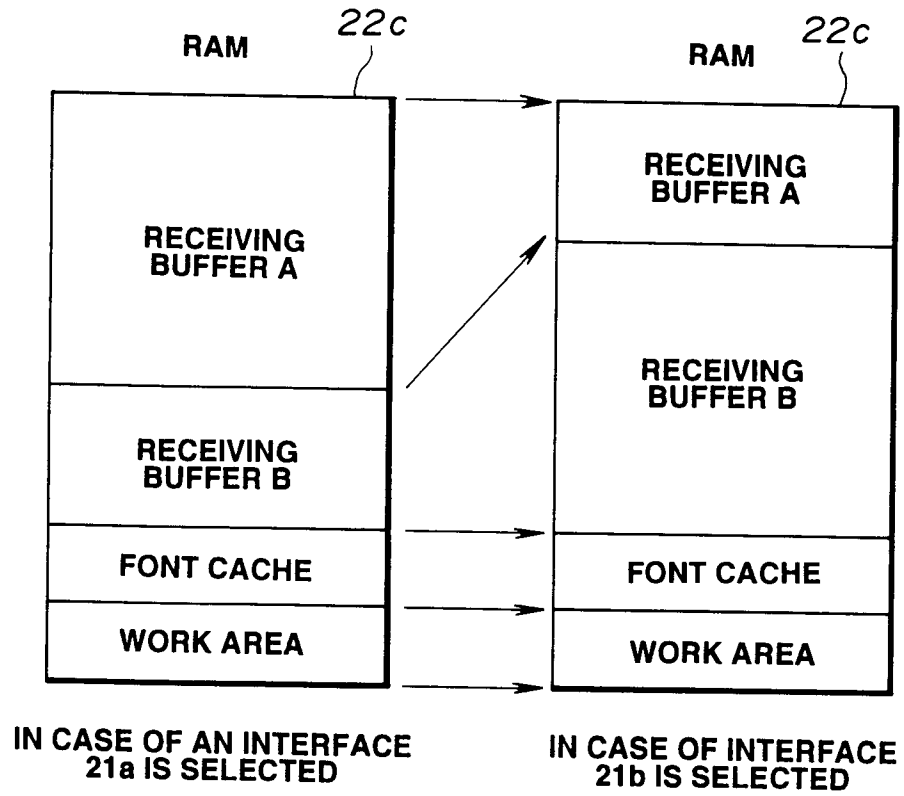 RAM
22c
RECEIVING
BUFFER A
RECEIVING
BUFFER B
FONT CACHE
WORK AREA
IN CASE OF AN INTERFACE
21a IS SELECTED
RAM
22c
RECEIVING
BUFFER A
RECEIVING
BUFFER B
FONT CACHE
WORK AREA
IN CASE OF INTERFACE
21b IS SELECTED